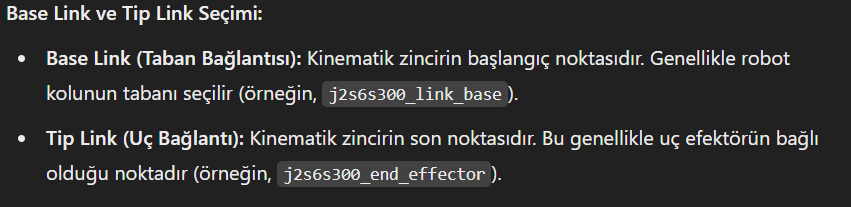 Base Link ve Tip Link Seçimi:
• Base Link (Taban Bağlantısı): Kinematik zincirin başlangıç noktasıdır. Genellikle robot
kolunun tabanı seçilir (örneğin, j2s6s300_link_base).
• Tip Link (Uç Bağlantı): Kinematik zincirin son noktasıdır. Bu genellikle uç efektörün bağlı
olduğu noktadır (örneğin, j2s6s300_end_effector).